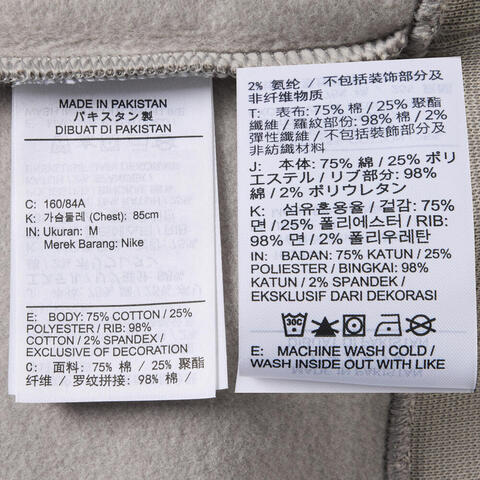 MADE IN PAKISTAN
パキスタン製
DIBUAT DI PAKISTAN
C: 160/84A
K: 가슴둘레 (Chest): 85cm
IN: Ukuran: M
Merek Barang: Nike
E: BODY: 75% COTTON / 25%
POLYESTER / RIB: 98%
COTTON / 2% SPANDEX /
EXCLUSIVE OF DECORATION
C: 面料: 75% 棉 / 25% 聚酯
纤维 / 罗纹拼接: 98% 棉 /
2% 氨纶 / 不包括装饰部分及
非纤维物质
T: 表布: 75% 棉 / 25% 聚酯
纖維 / 羅紋部份: 98% 棉 / 2%
彈性纖維 / 不包括裝飾部分及
非紡織材料
J: 本体: 75% 綿 / 25% ポリ
エステル / リブ部分: 98%
綿 / 2% ポリウレタン
K: 섬유혼용율 / 겉감: 75%
면 / 25% 폴리에스터 / RIB:
98% 면 / 2% 폴리우레탄
IN: BADAN: 75% KATUN / 25%
POLIESTER / BINGKAI: 98%
KATUN / 2% SPANDEK /
EKSKLUSIF DARI DEKORASI
30C
E: MACHINE WASH COLD /
WASH INSIDE OUT WITH LIKE